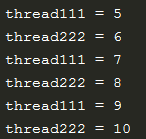 thread111 = 5
thread222 = 6
thread111 = 7
thread222 = 8
thread111 = 9
thread222 = 10